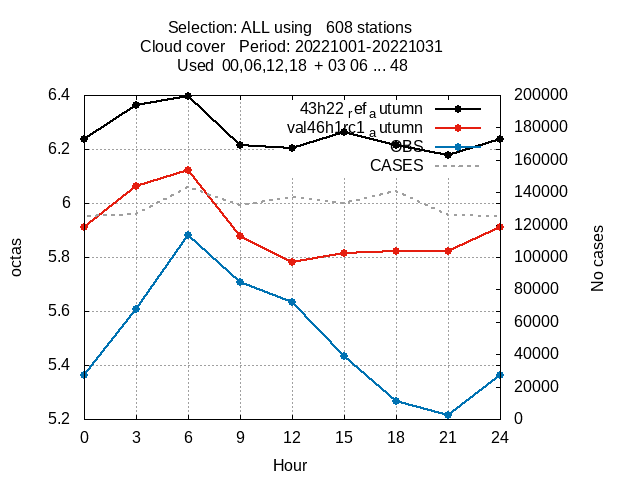 Selection: ALL using   608 stations
Cloud cover   Period: 20221001-20221031
Used  00,06,12,18  + 03 06 ... 48
6.4
6.2
6
5.8
5.6
5.4
5.2
octas
200000
180000
160000
140000
120000
100000
80000
60000
40000
20000
0
No cases
43h22_ref_autumn
val46h1rc1_autumn
OBS
CASES
0 3 6 9 12 15 18 21 24
Hour